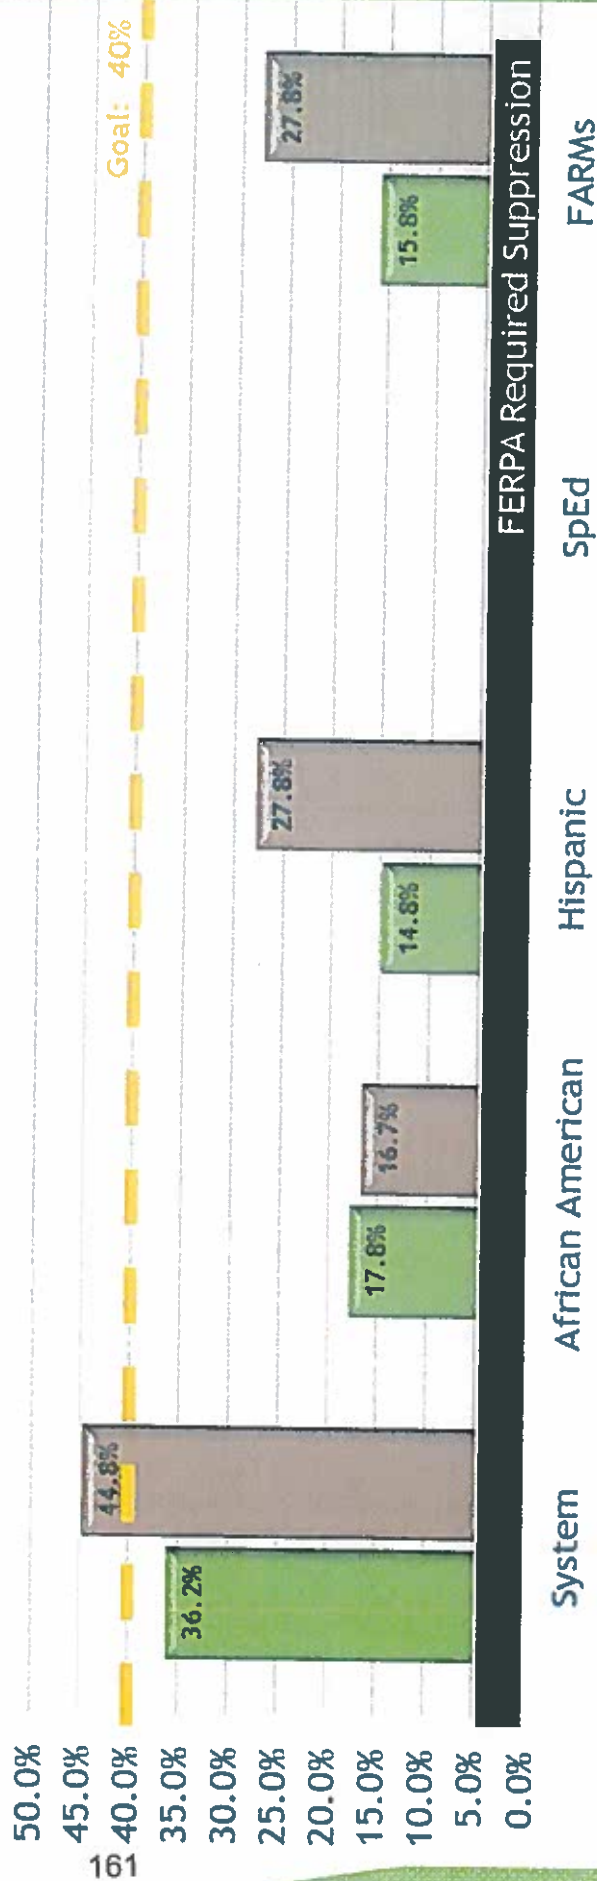 Goal: 40%
50.0%
45.0%
40.0%
35.0%
30.0%
25.0%
20.0%
15.0%
10.0%
5.0%
0.0%
36.2%
44.8%
17.8%
16.7%
14.8%
27.8%
15.8%
27.8%
FERPA Required Suppression
System
African American
Hispanic
SpEd
FARMs
161